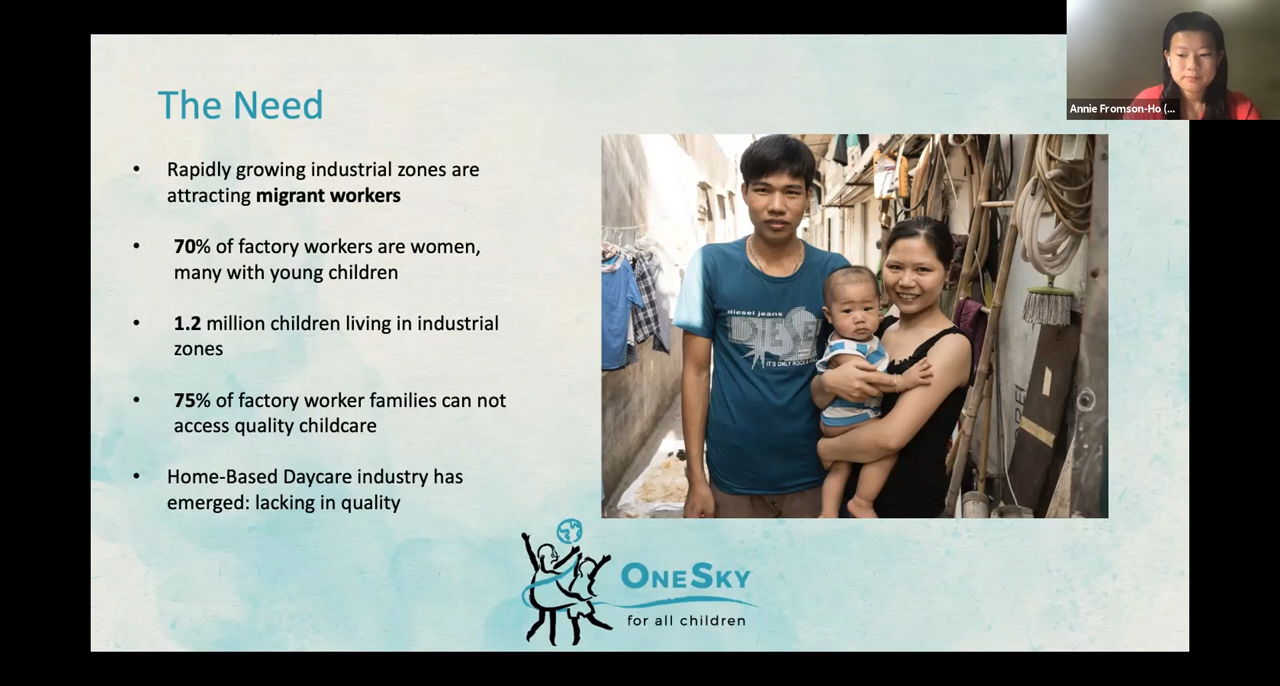 The Need
• Rapidly growing industrial zones are
attracting migrant workers
• 70% of factory workers are women,
many with young children
• 1.2 million children living in industrial
zones
• 75% of factory worker families can not
access quality childcare
• Home-Based Daycare industry has
emerged: lacking in quality
Annie Fromson-Ho (...
diesel jeans
DIESEL
IT'S ONLY ROCK
ONESKY
for all children